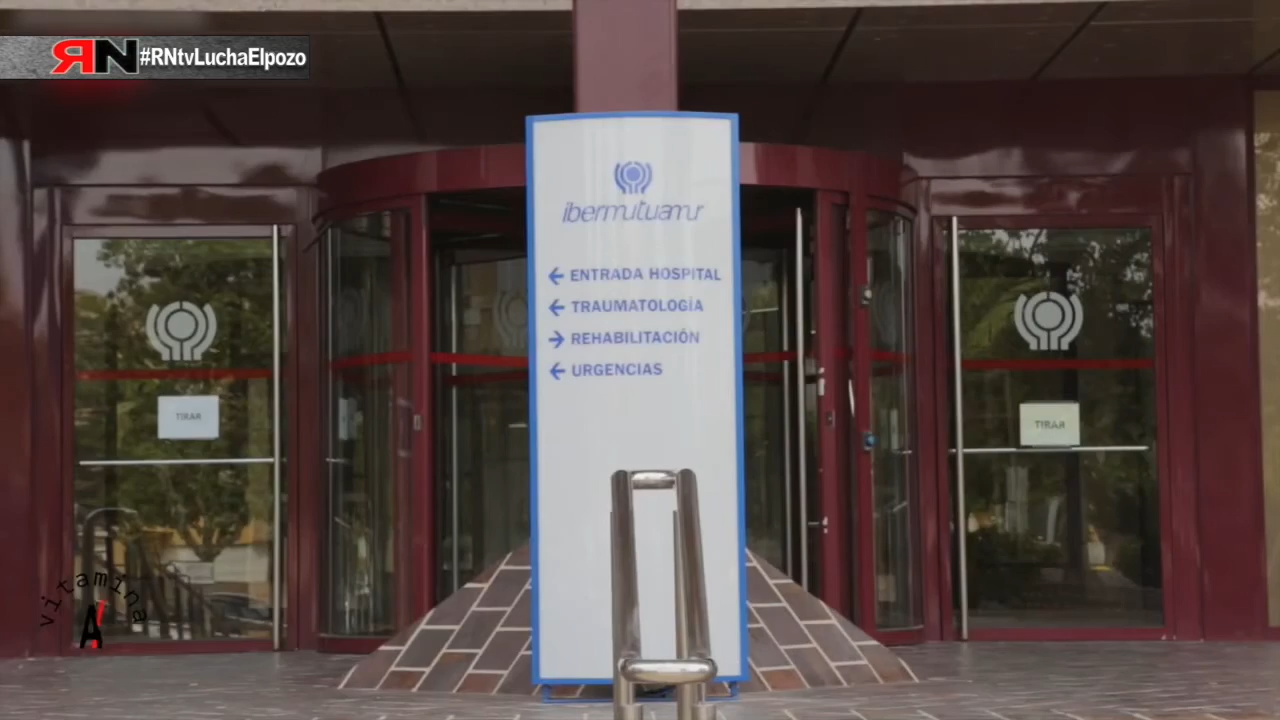 RN #RNtvLuchaElpozo
ibermutuamur
← ENTRADA HOSPITAL
← TRAUMATOLOGÍA
→ REHABILITACIÓN
← URGENCIAS
TIRAR
TIRAR
vitamina
A